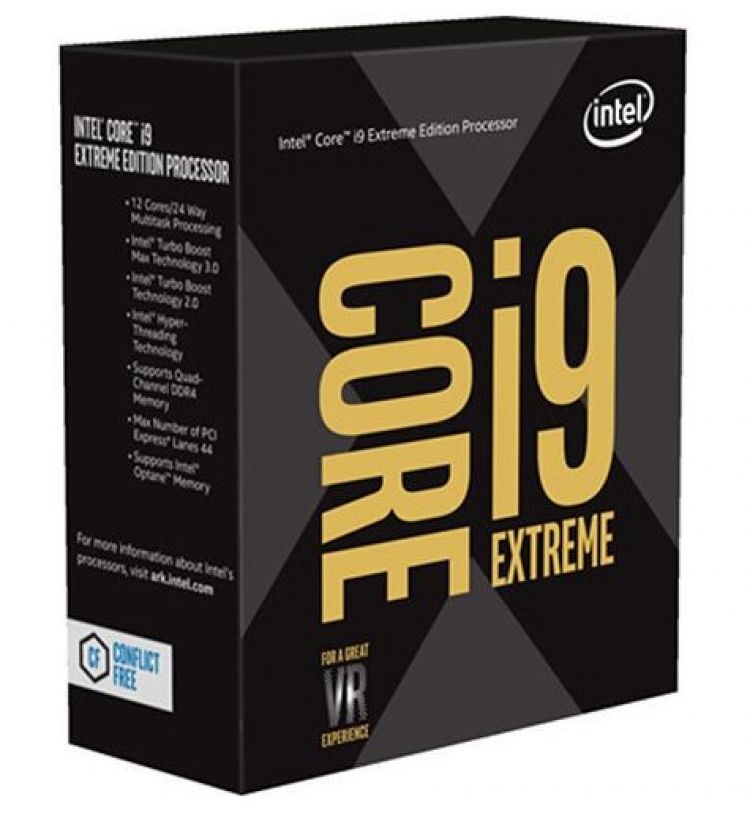 INTEL® CORE™ i9
EXTREME EDITION PROCESSOR
• 12 Cores/24 Way
Multitask Processing
• Intel® Turbo Boost
Max Technology 3.0
• Intel® Turbo Boost
Technology 2.0
• Intel® Hyper-
Threading
Technology
• Supports Quad-
Channel DDR4
Memory
• Max Number of PCI
Express® Lanes 44
• Supports Intel®
Optane™ Memory
For more information about Intel's
processors, visit ark.intel.com
CF
CONFLICT
FREE
Intel® Core™ i9 Extreme Edition Processor
intel
CORE
i9
EXTREME
FOR A GREAT
VR
EXPERIENCE